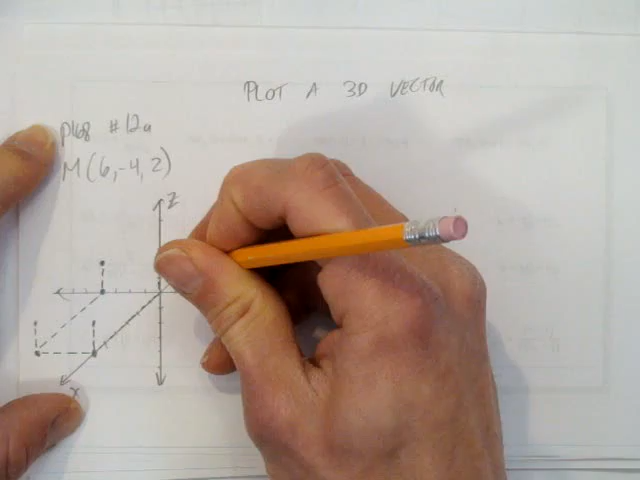 PLOT A 3D VECTOR
p168 #12a
M(6,-4,2)
Z
X